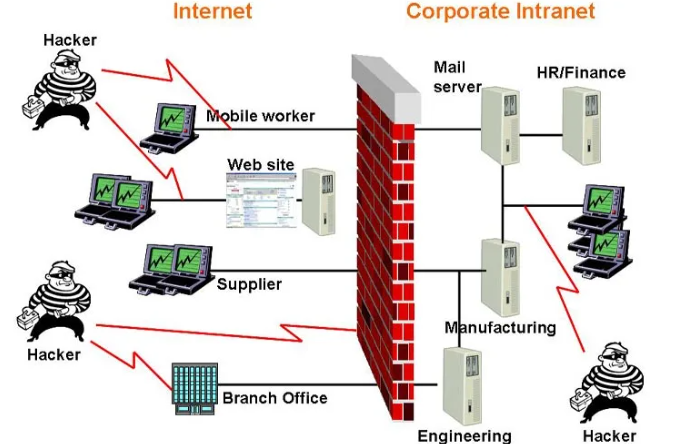 Internet
Corporate Intranet
Hacker
Mail
server
HR/Finance
Mobile worker
Web site
Supplier
Manufacturing
Hacker
Branch Office
Engineering
Hacker